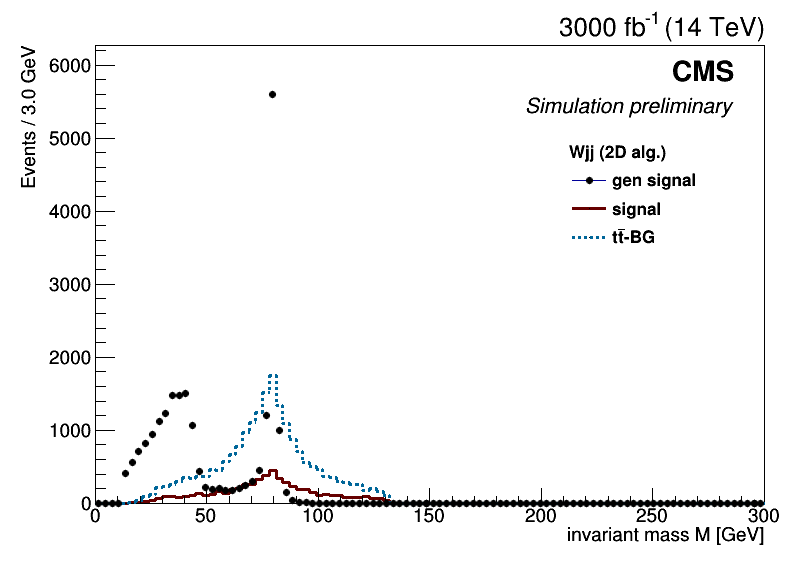 3000 fb⁻¹ (14 TeV)
CMS
Simulation preliminary
Wjj (2D alg.)
gen signal
signal
tt̄-BG
Events / 3.0 GeV
6000
5000
4000
3000
2000
1000
0
0 50 100 150 200 250 300
invariant mass M [GeV]